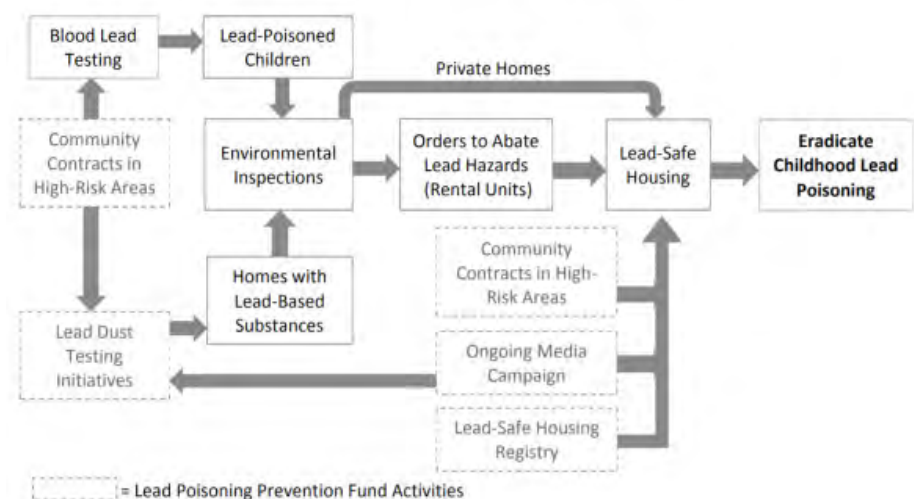 Blood Lead
Testing
Lead-Poisoned
Children
Private Homes
Community
Contracts in
High-Risk Areas
Environmental
Inspections
Orders to Abate
Lead Hazards
(Rental Units)
Lead-Safe
Housing
Eradicate
Childhood Lead
Poisoning
Homes with
Lead-Based
Substances
Community
Contracts in High-
Risk Areas
Lead Dust
Testing
Initiatives
Ongoing Media
Campaign
Lead-Safe Housing
Registry
= Lead Poisoning Prevention Fund Activities